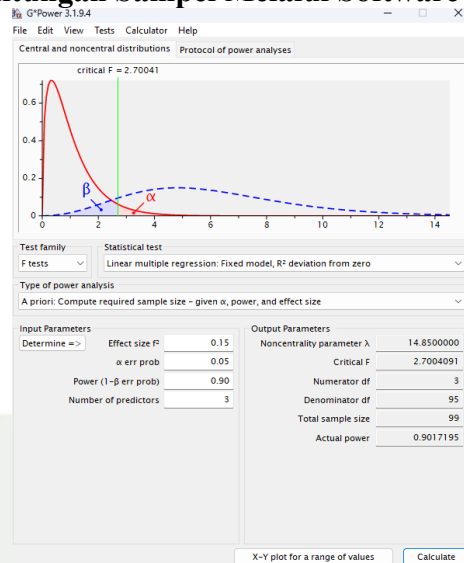 Sampel Melalui Software
G*Power 3.1.9.4
File Edit View Tests Calculator Help
Central and noncentral distributions Protocol of power analyses
critical F = 2.70041
0.6
0.4
0.2
0
β
α
0 2 4 6 8 10 12 14
Test family Statistical test
F tests Linear multiple regression: Fixed model, R² deviation from zero
Type of power analysis
A priori: Compute required sample size – given α, power, and effect size
Input Parameters Output Parameters
Determine => Effect size f² 0.15 Noncentrality parameter λ 14.8500000
α err prob 0.05 Critical F 2.7004091
Power (1-β err prob) 0.90 Numerator df 3
Number of predictors 3 Denominator df 95
Total sample size 99
Actual power 0.9017195
X-Y plot for a range of values Calculate